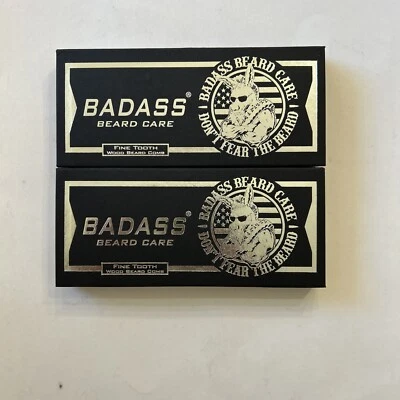 BADASS®
BEARD CARE
FINE TOOTH
WOOD BEARD COMB
BADASS BEARD CARE
DON'T FEAR THE BEARD
BADASS®
BEARD CARE
FINE TOOTH
WOOD BEARD COMB
BADASS BEARD CARE
DON'T FEAR THE BEARD